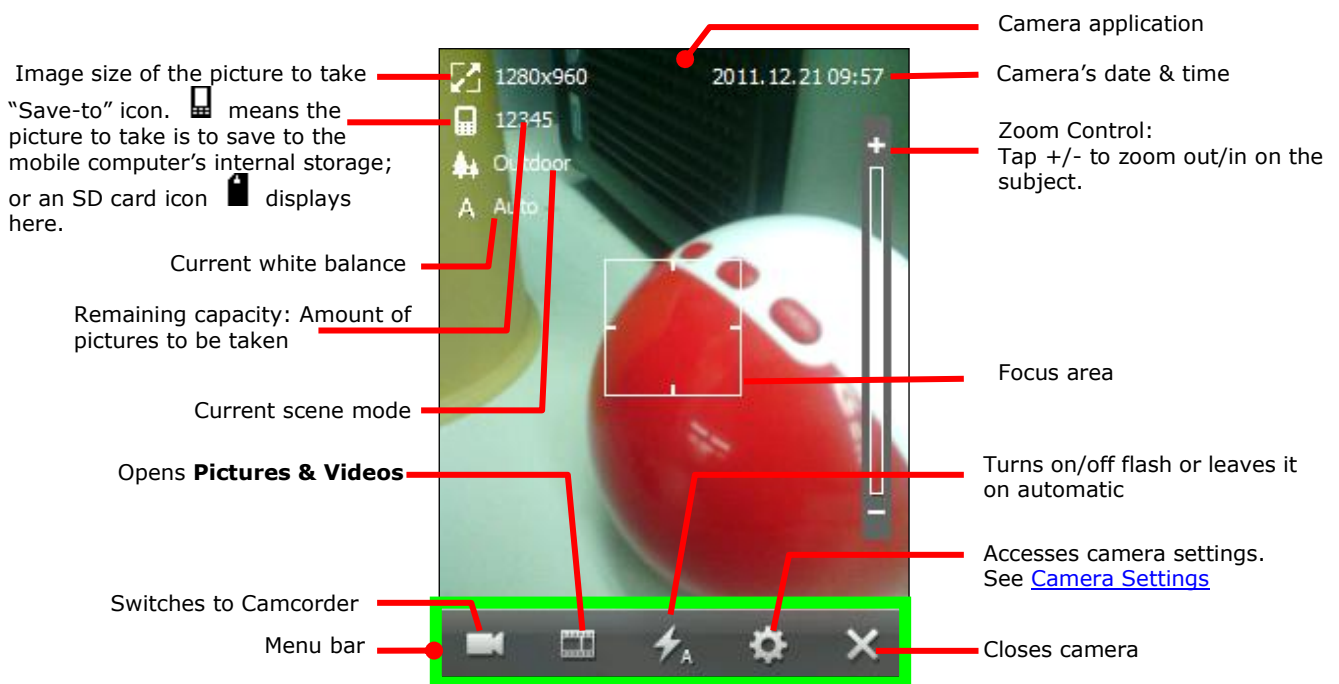 Camera application
Image size of the picture to take
1280x960
2011.12.21 09:57
Camera's date & time
"Save-to" icon. means the
picture to take is to save to the
mobile computer's internal storage;
or an SD card icon displays
here.
12345
Outdoor
A Auto
Zoom Control:
Tap +/- to zoom out/in on the
subject.
+
Current white balance
Remaining capacity: Amount of
pictures to be taken
Focus area
Current scene mode
Opens Pictures & Videos
Turns on/off flash or leaves it
on automatic
−
Accesses camera settings.
See Camera Settings
Switches to Camcorder
Menu bar
A
Closes camera